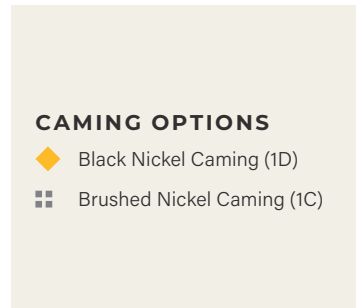 CAMING OPTIONS
Black Nickel Caming (1D)
Brushed Nickel Caming (1C)